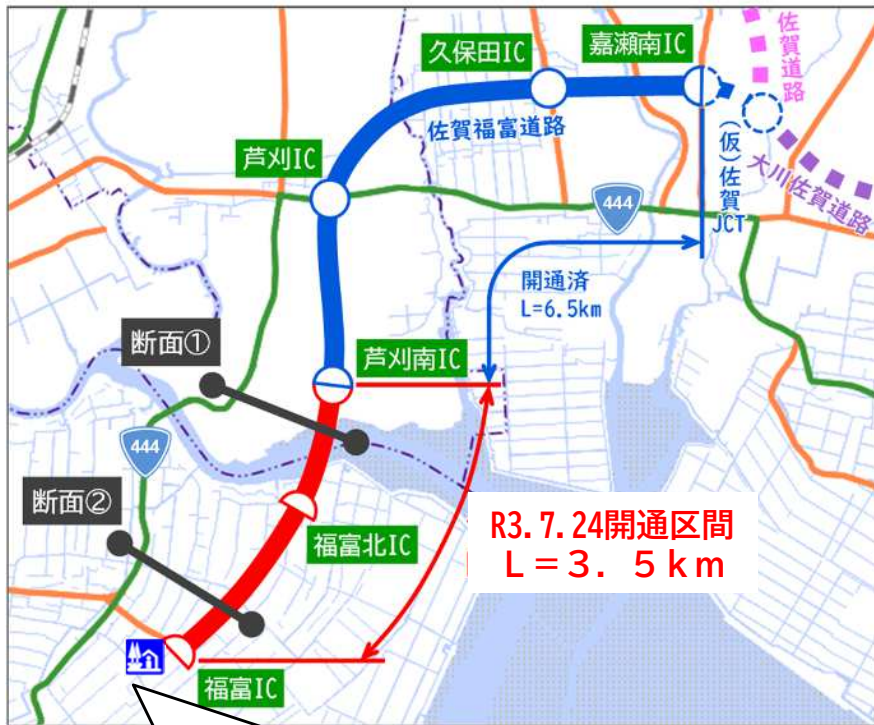 久保田IC
嘉瀬南IC
佐賀道路
佐賀福富道路
芦刈IC
(仮)佐賀
JCT
大川佐賀道路
444
開通済
L=6.5km
断面①
芦刈南IC
444
断面②
R3.7.24開通区間
L=3.5km
福富北IC
福富IC